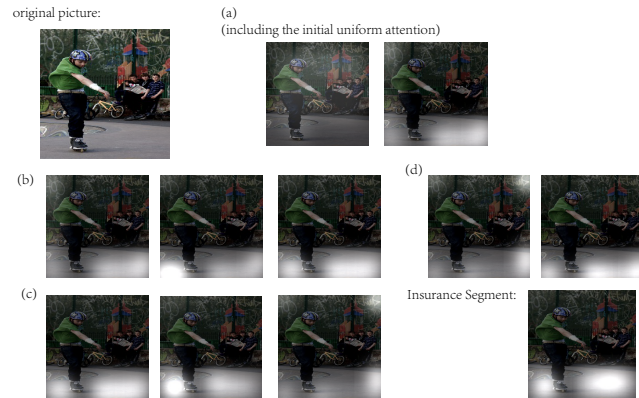 original picture:
(a)
(including the initial uniform attention)
(b)
(d)
(c)
Insurance Segment: